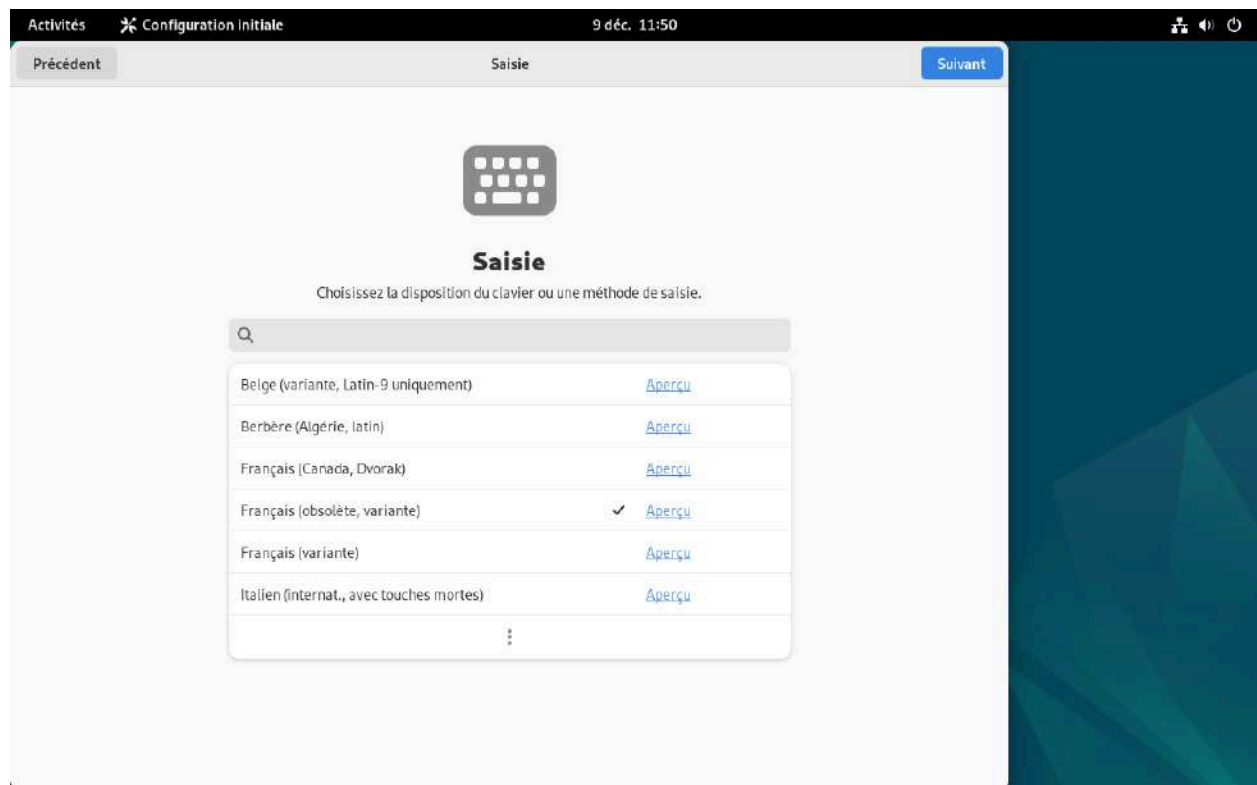 Activités Configuration initiale 9 déc. 11:50
Précédent Saisie Suivant
Saisie
Choisissez la disposition du clavier ou une méthode de saisie.
Belge (variante, Latin-9 uniquement) Aperçu
Berbère (Algérie, latin) Aperçu
Français (Canada, Dvorak) Aperçu
Français (obsolète, variante) ✓ Aperçu
Français (variante) Aperçu
Italien (internat., avec touches mortes) Aperçu